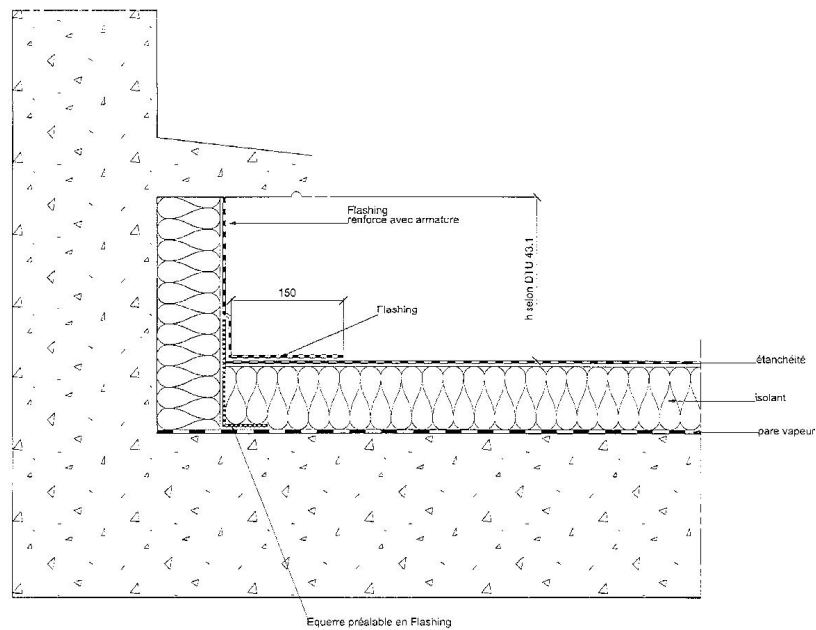 Flashing
renforcé avec armature
h selon DTU 43.1
150
Flashing
étanchéité
isolant
pare vapeur
Equerre préalable en Flashing